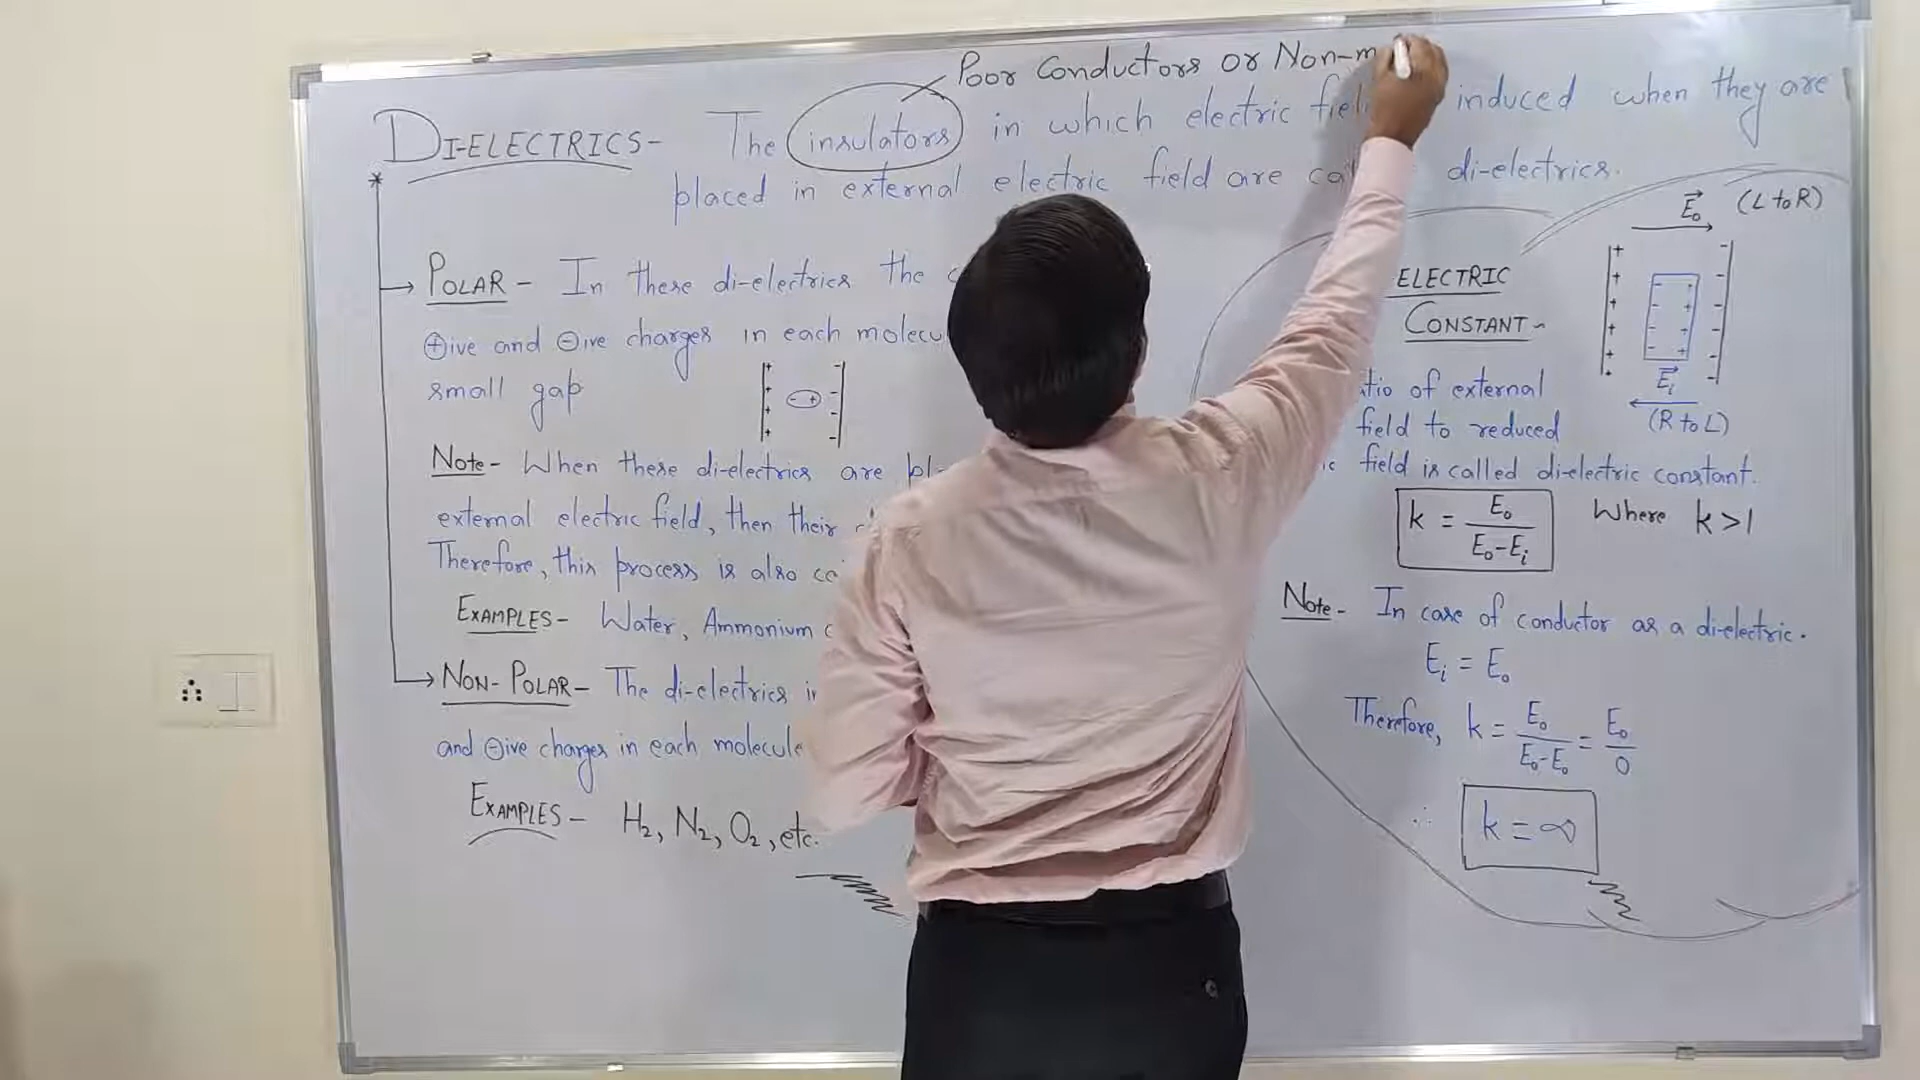 Poor Conductors or Non-m
DI-ELECTRICS - The insulators in which electric induced when they are
placed in external electric field are di-electrics.
POLAR - In these di-electrics the
⊕ive and ⊖ive charges in each
small gap
+ - - + -
Note - When these di-electrics are
external electric field, then their
Therefore, this process is also
EXAMPLES - Water, Ammonium
NON-POLAR - The di-electrics
and ⊖ive charges in each molecule
EXAMPLES - H₂, N₂, O₂, etc.
E₀ (L to R)
ELECTRIC
CONSTANT -
Eᵢ
(R to L)
of external
field to reduced
field is called di-electric constant.
k = E₀ / E₀-Eᵢ Where k > 1
Note - In case of conductor as a di-electric.
Eᵢ = E₀
Therefore, k = E₀ / E₀-E₀ = E₀ / 0
∴ k = ∞